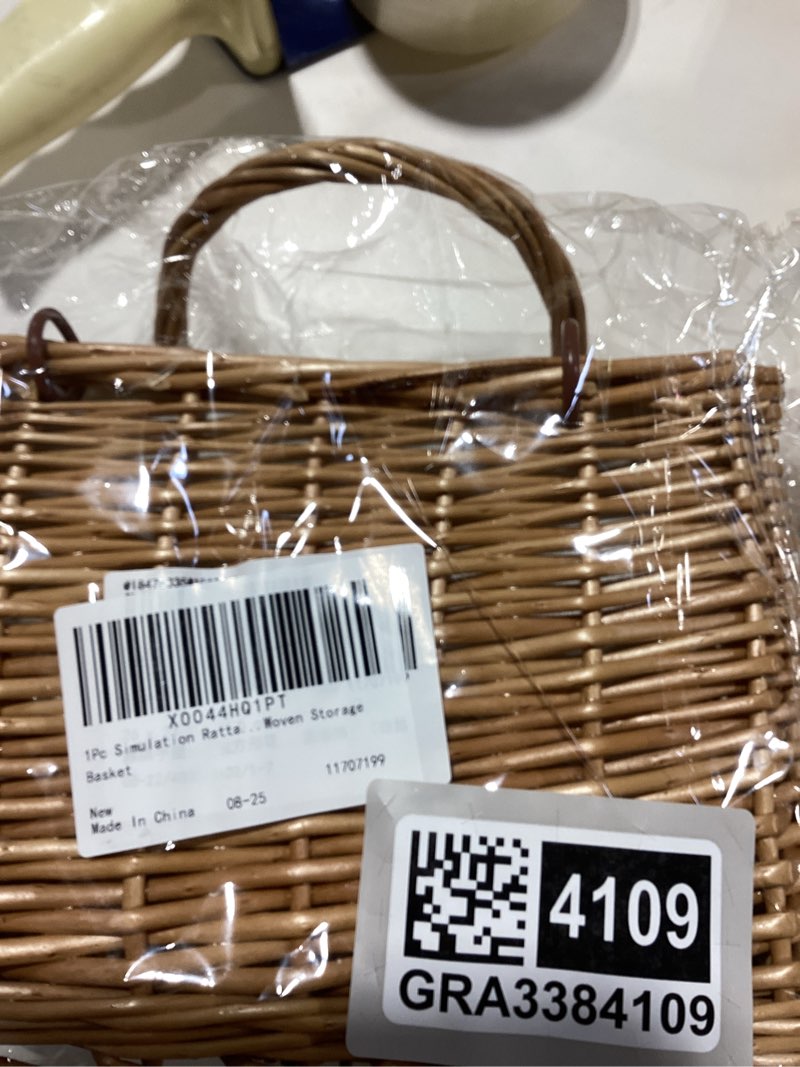 X0044HQ1PT
1Pc Simulation Ratta...Woven Storage
Basket
11707199
New
08-25
Made In China
4109
GRA3384109